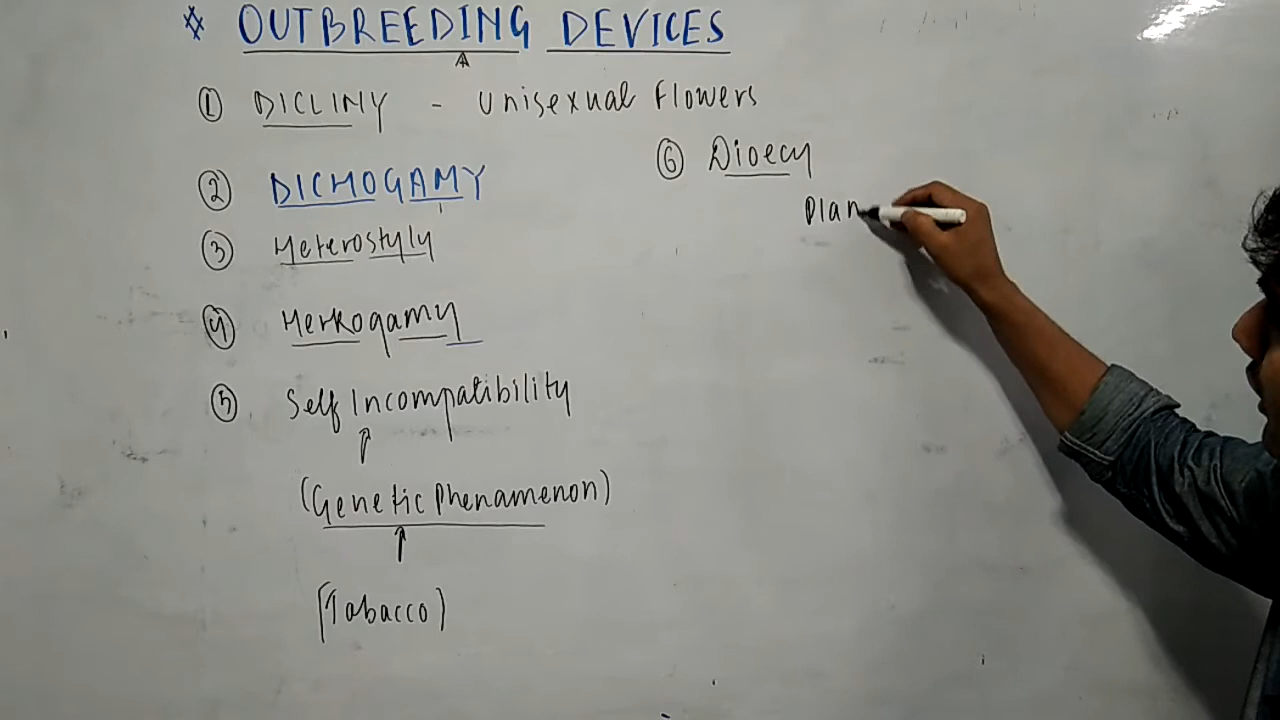 * OUTBREEDING DEVICES
① DICLINY - Unisexual Flowers
② DICHOGAMY
③ Heterostyly
④ Herkogamy
⑤ Self Incompatibility
(Genetic Phenamenon)
(Tobacco)
⑥ Dioecy
Plan